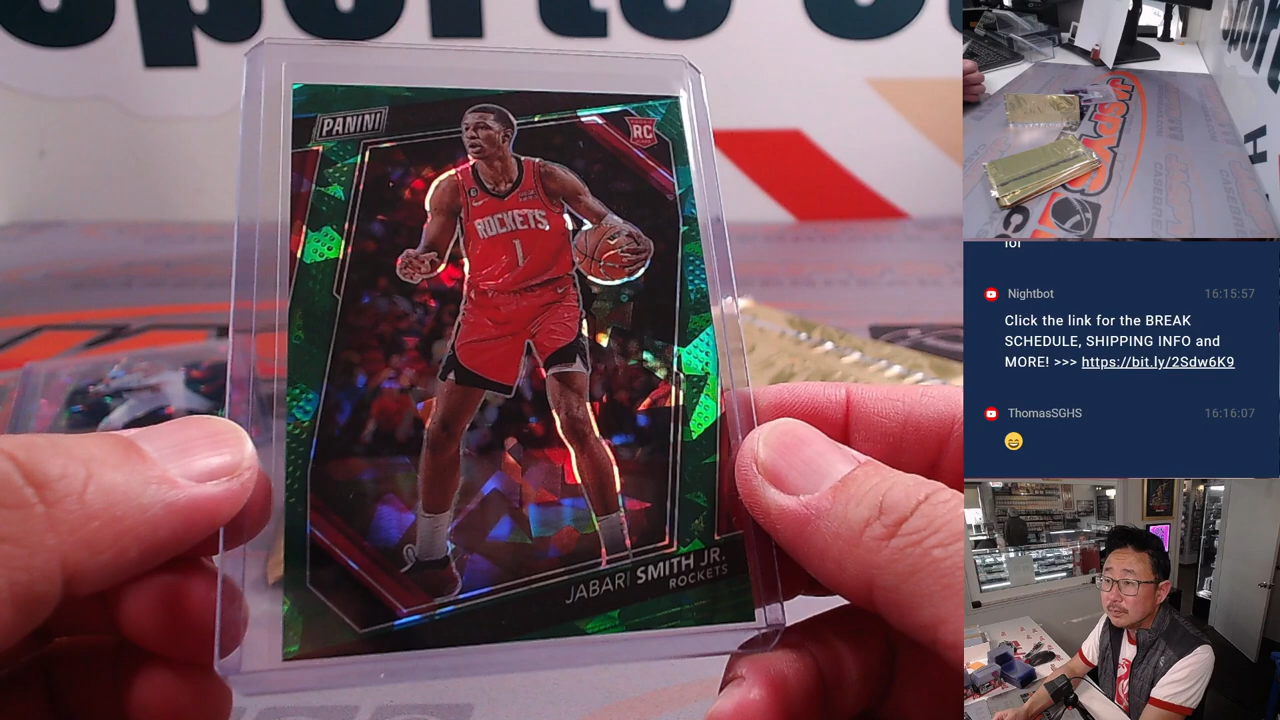 PANINI
RC
ROCKETS
1
JABARI SMITH JR.
ROCKETS
lol
Nightbot
16:15:57
Click the link for the BREAK
SCHEDULE, SHIPPING INFO and
MORE! >>> https://bit.ly/2Sdw6K9
ThomasSGHS
16:16:07